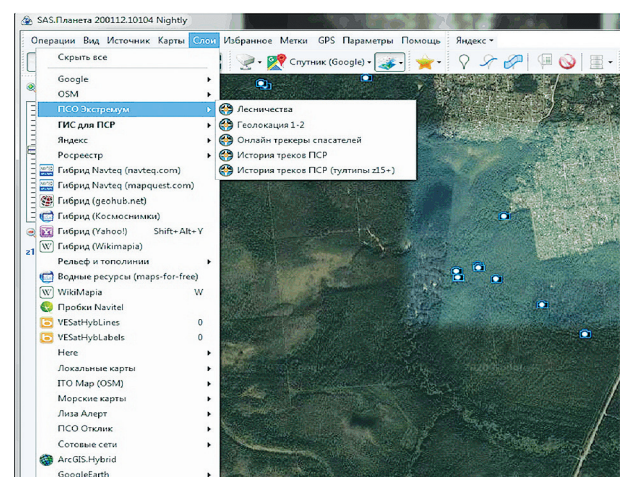 SAS.Планета 200112.10104 Nightly
Операции Вид Источник Карты Слои Избранное Метки GPS Параметры Помощь Яндекс
Спутник (Google)
Скрыть все
Google
OSM
ПСО Экстремум
ГИС для ПСР
Яндекс
Росреестр
Гибрид Navteq (navteq.com)
Гибрид Navteq (mapquest.com)
Гибрид (geohub.net)
Гибрид (Космоснимки)
Гибрид (Yahoo!) Shift+Alt+Y
Гибрид (Wikimapia)
Рельеф и тополинии
Водные ресурсы (maps-for-free)
WikiMapia W
Пробки Navitel
VESatHybLines 0
VESatHybLabels 0
Here
Локальные карты
ITO Map (OSM)
Морские карты
Лиза Алерт
ПСО Отклик
Сотовые сети
ArcGIS.Hybrid
GoogleEarth
Лесничества
Геолокация 1-2
Онлайн трекеры спасателей
История треков ПСР
История треков ПСР (тултипы z15+)
z1